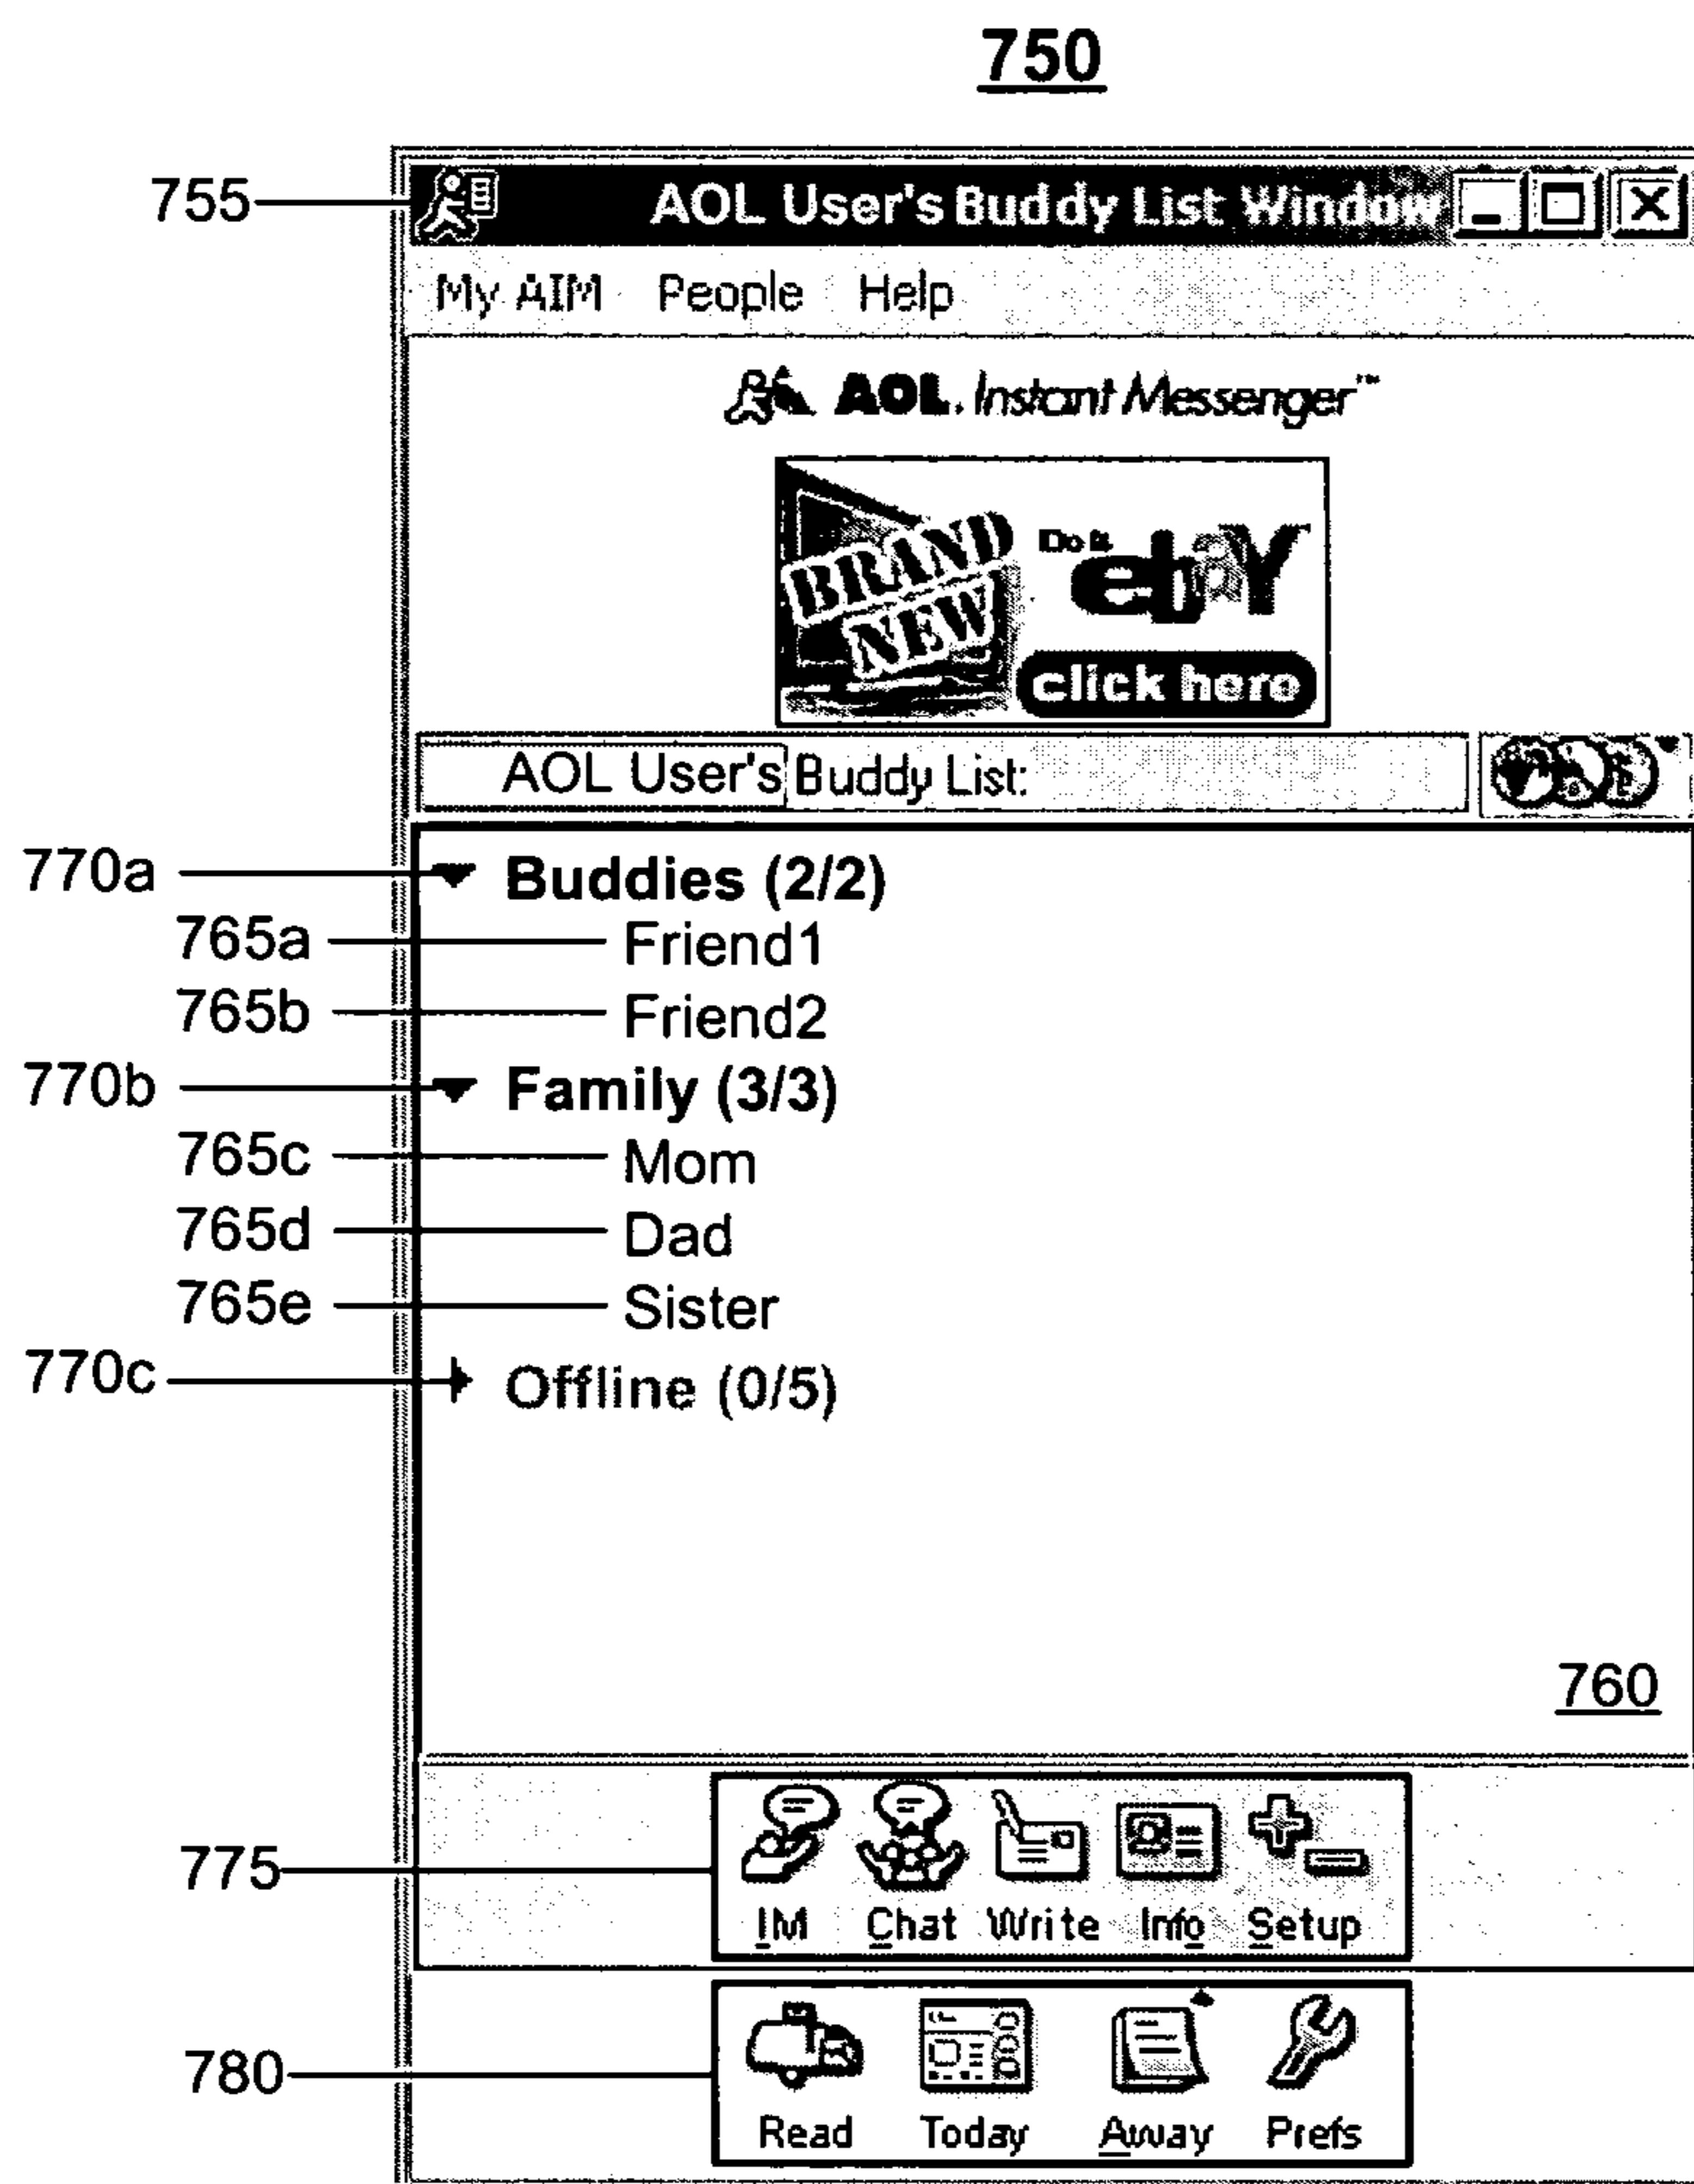 750
755 AOL User's Buddy List Window
My AIM People Help
AOL Instant Messenger™
BRAND NEW
Do it
ebaY
click here
AOL User's Buddy List:
770a Buddies (2/2)
765a Friend1
765b Friend2
770b Family (3/3)
765c Mom
765d Dad
765e Sister
770c Offline (0/5)
760
775
IM Chat Write Info Setup
780
Read Today Away Prefs